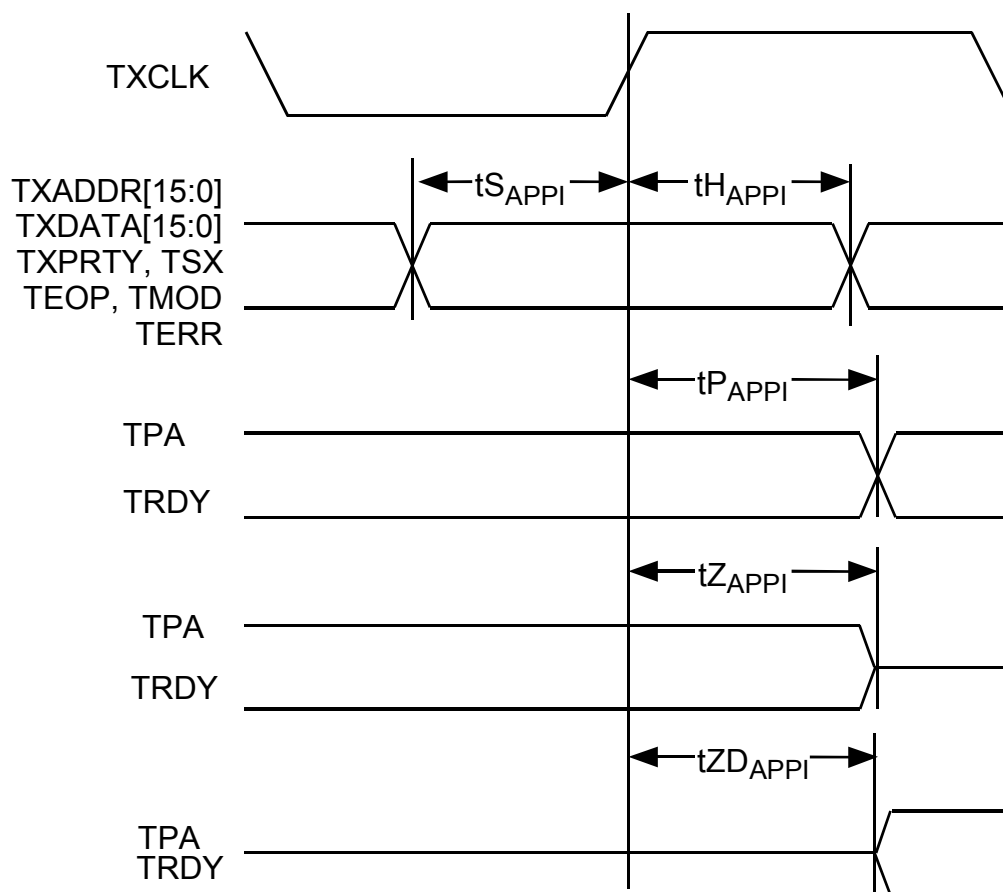 TXCLK
tSAPPI
tHAPPI
TXADDR[15:0]
TXDATA[15:0]
TXPRTY, TSX
TEOP, TMOD
TERR
tPAPPI
TPA
TRDY
tZAPPI
TPA
TRDY
tZDAPPI
TPA
TRDY